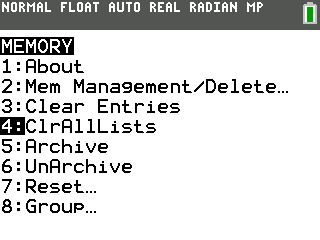 NORMAL FLOAT AUTO REAL RADIAN MP
MEMORY
1:About
2:Mem Management/Delete…
3:Clear Entries
4:ClrAllLists
5:Archive
6:UnArchive
7:Reset…
8:Group…